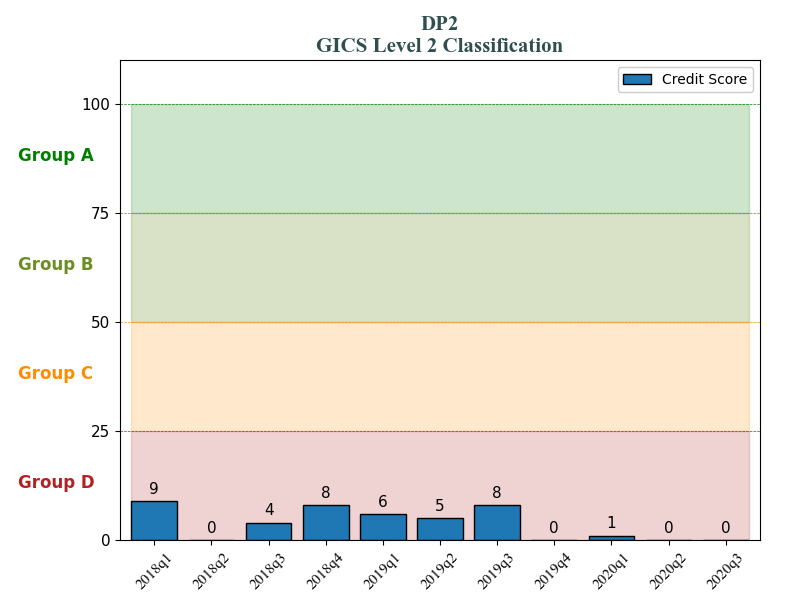 DP2
GICS Level 2 Classification
Credit Score
100
Group A
75
Group B
50
Group C
25
Group D
0
9
0
4
8
6
5
8
0
1
0
0
2018q1
2018q2
2018q3
2018q4
2019q1
2019q2
2019q3
2019q4
2020q1
2020q2
2020q3